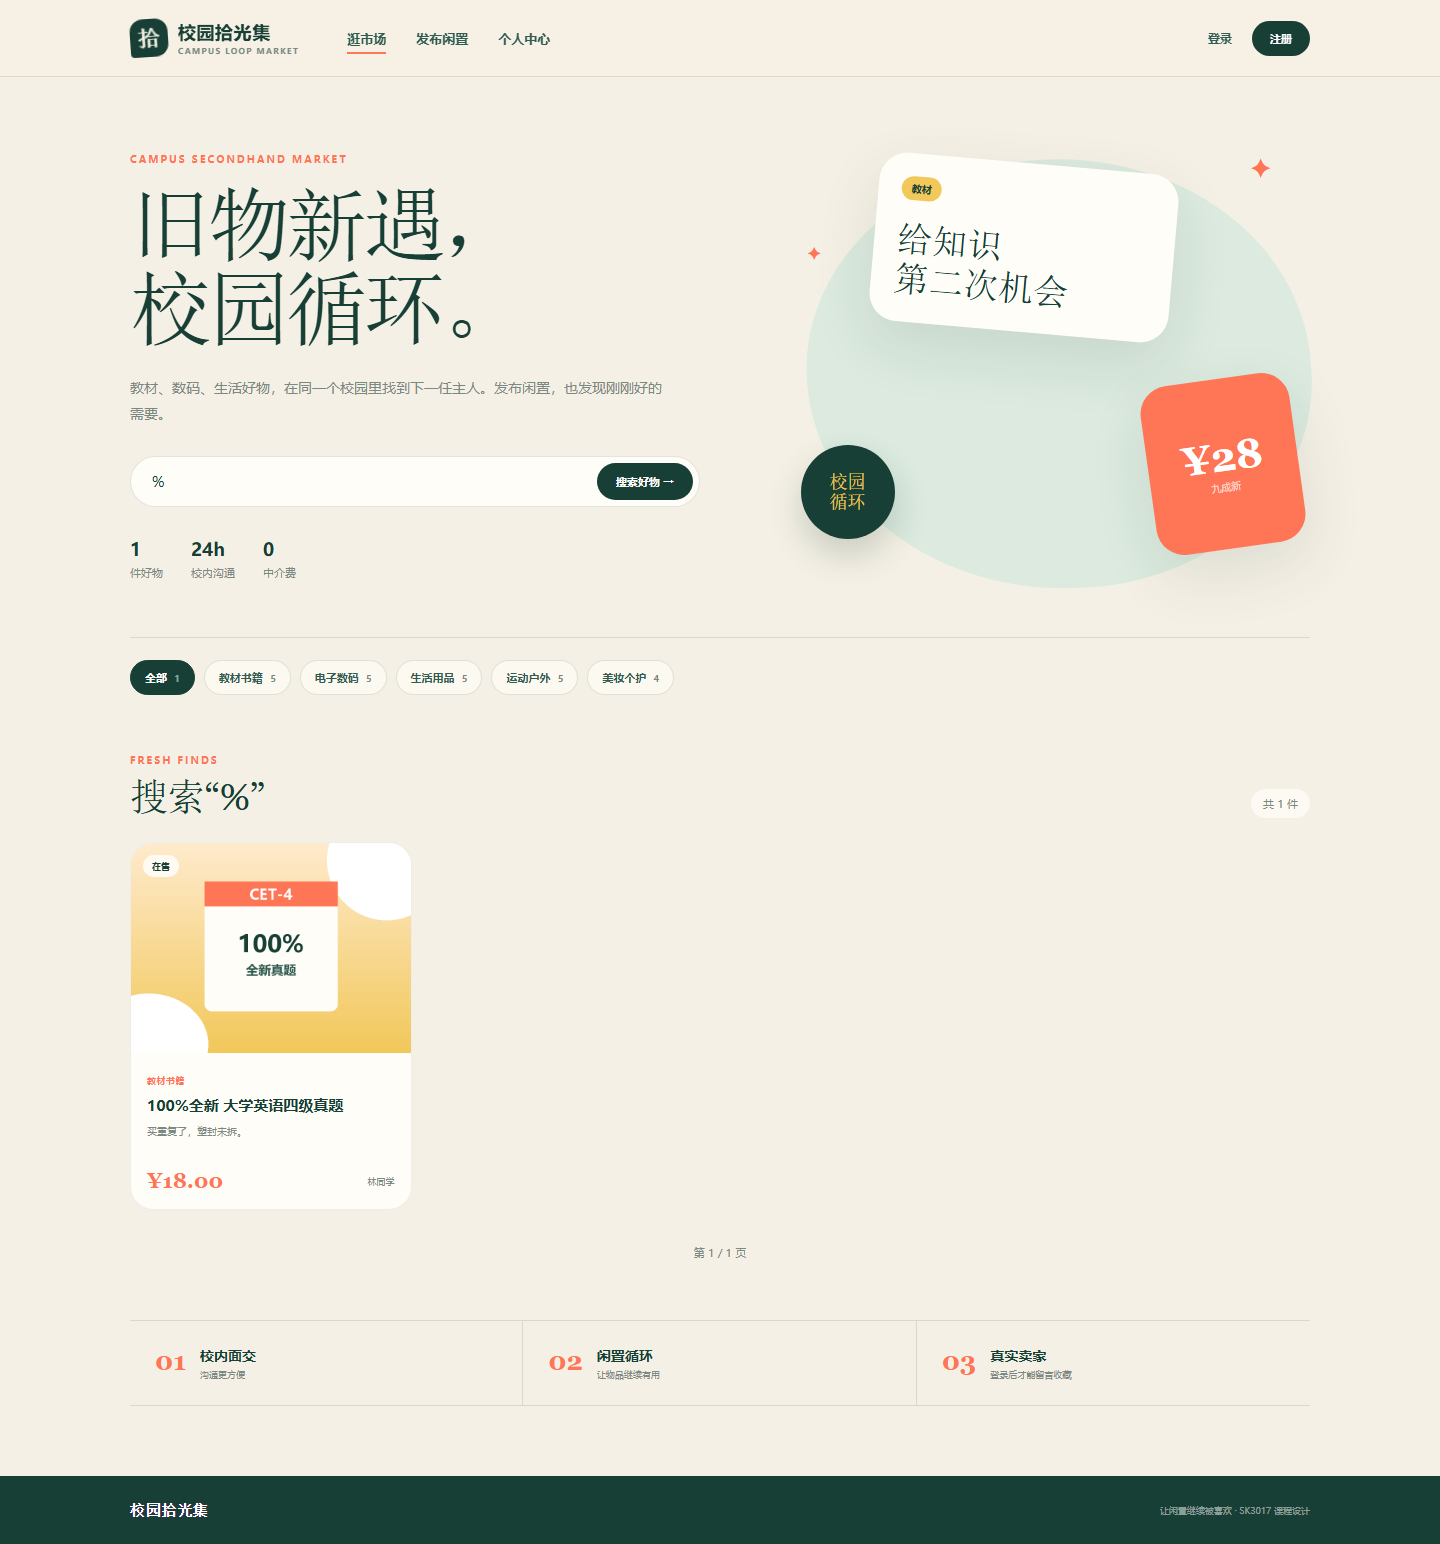 拾
校园拾光集
CAMPUS LOOP MARKET
逛市场
发布闲置
个人中心
登录
注册
CAMPUS SECONDHAND MARKET
旧物新遇，
校园循环。
教材、数码、生活好物，在同一个校园里找到下一任主人。发布闲置，也发现刚刚好的
需要。
%
搜索好物 →
1
件好物
24h
校内沟通
0
中介费
教材
给知识
第二次机会
¥28
九成新
校园
循环
全部 1
教材书籍 5
电子数码 5
生活用品 5
运动户外 5
美妆个护 4
FRESH FINDS
搜索“%”
共 1 件
在售
CET-4
100%
全新真题
教材书籍
100%全新 大学英语四级真题
买重复了，塑封未拆。
¥18.00
林同学
第 1 / 1 页
01
校内面交
沟通更方便
02
闲置循环
让物品继续有用
03
真实卖家
登录后才能留言收藏
校园拾光集
让闲置继续被喜欢 · SK3017 课程设计